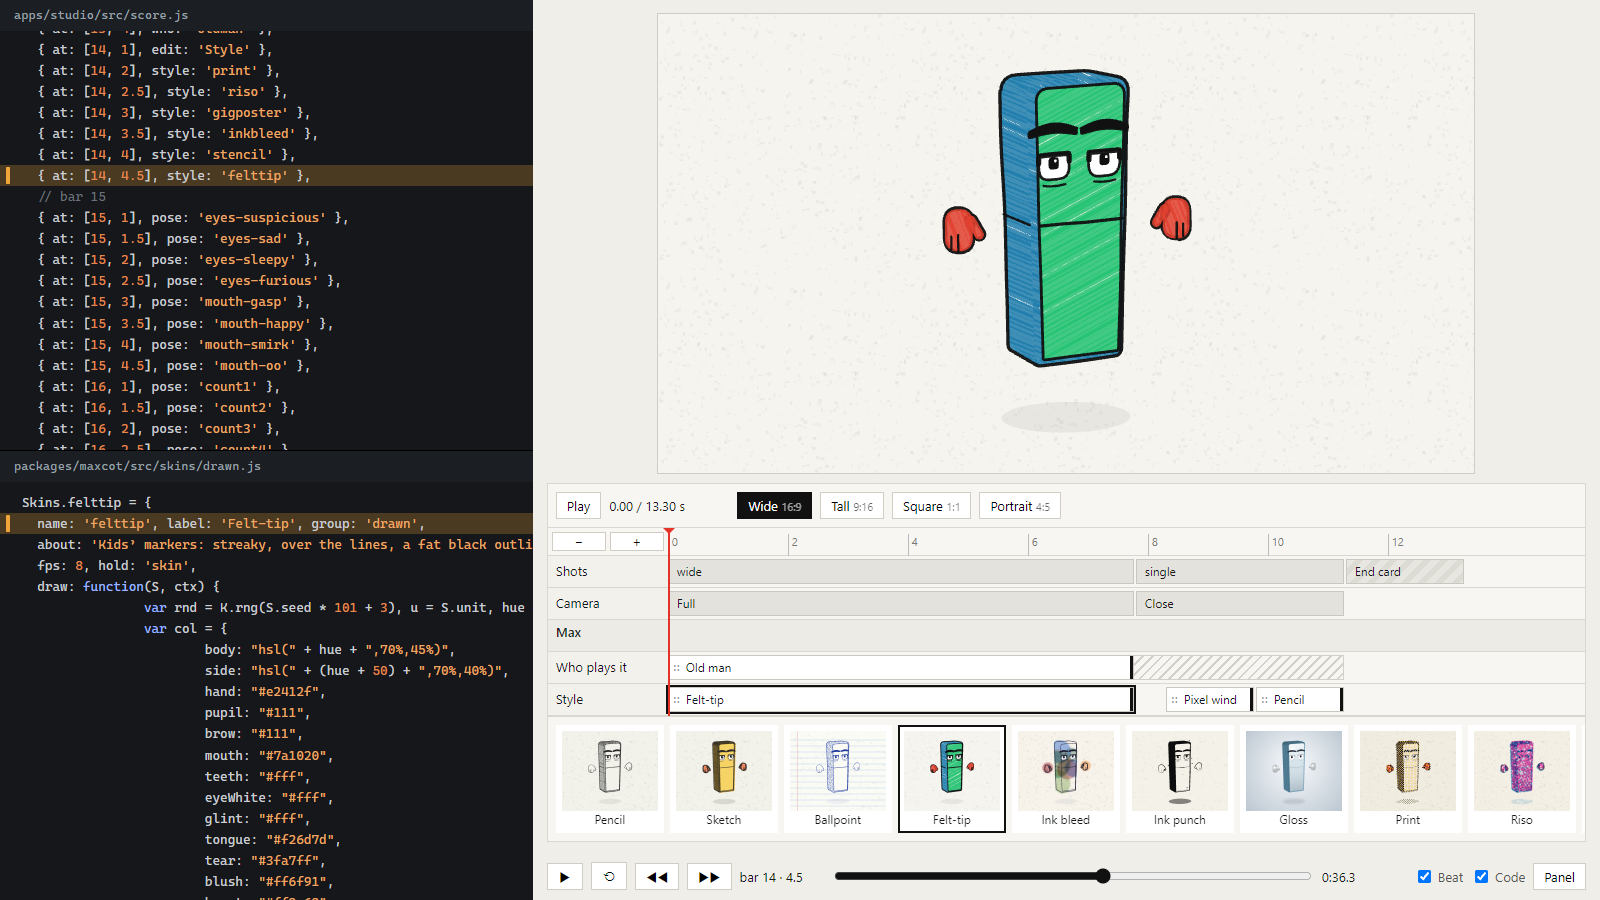 apps/studio/src/score.js
{ at: [14, 1], edit: 'Style' },
{ at: [14, 2], style: 'print' },
{ at: [14, 2.5], style: 'riso' },
{ at: [14, 3], style: 'gigposter' },
{ at: [14, 3.5], style: 'inkbleed' },
{ at: [14, 4], style: 'stencil' },
{ at: [14, 4.5], style: 'felttip' },
// bar 15
{ at: [15, 1], pose: 'eyes-suspicious' },
{ at: [15, 1.5], pose: 'eyes-sad' },
{ at: [15, 2], pose: 'eyes-sleepy' },
{ at: [15, 2.5], pose: 'eyes-furious' },
{ at: [15, 3], pose: 'mouth-gasp' },
{ at: [15, 3.5], pose: 'mouth-happy' },
{ at: [15, 4], pose: 'mouth-smirk' },
{ at: [15, 4.5], pose: 'mouth-oo' },
{ at: [16, 1], pose: 'count1' },
{ at: [16, 1.5], pose: 'count2' },
{ at: [16, 2], pose: 'count3' },
packages/maxcot/src/skins/drawn.js
Skins.felttip = {
name: 'felttip', label: 'Felt-tip', group: 'drawn',
about: 'Kids’ markers: streaky, over the lines, a fat black outli
fps: 8, hold: 'skin',
draw: function(S, ctx) {
var rnd = K.rng(S.seed * 101 + 3), u = S.unit, hue
var col = {
body: "hsl(" + hue + ",70%,45%)",
side: "hsl(" + (hue + 50) + ",70%,40%)",
hand: "#e2412f",
pupil: "#111",
brow: "#111",
mouth: "#7a1020",
teeth: "#fff",
eyeWhite: "#fff",
glint: "#fff",
tongue: "#f26d7d",
tear: "#3fa7ff",
blush: "#ff6f91",
Play
0.00 / 13.30 s
Wide 16:9
Tall 9:16
Square 1:1
Portrait 4:5
− + 0 2 4 6 8 10 12
Shots wide single End card
Camera Full Close
Max
Who plays it Old man
Style Felt-tip Pixel wind Pencil
Pencil Sketch Ballpoint Felt-tip Ink bleed Ink punch Gloss Print Riso
bar 14 · 4.5 0:36.3 Beat Code Panel